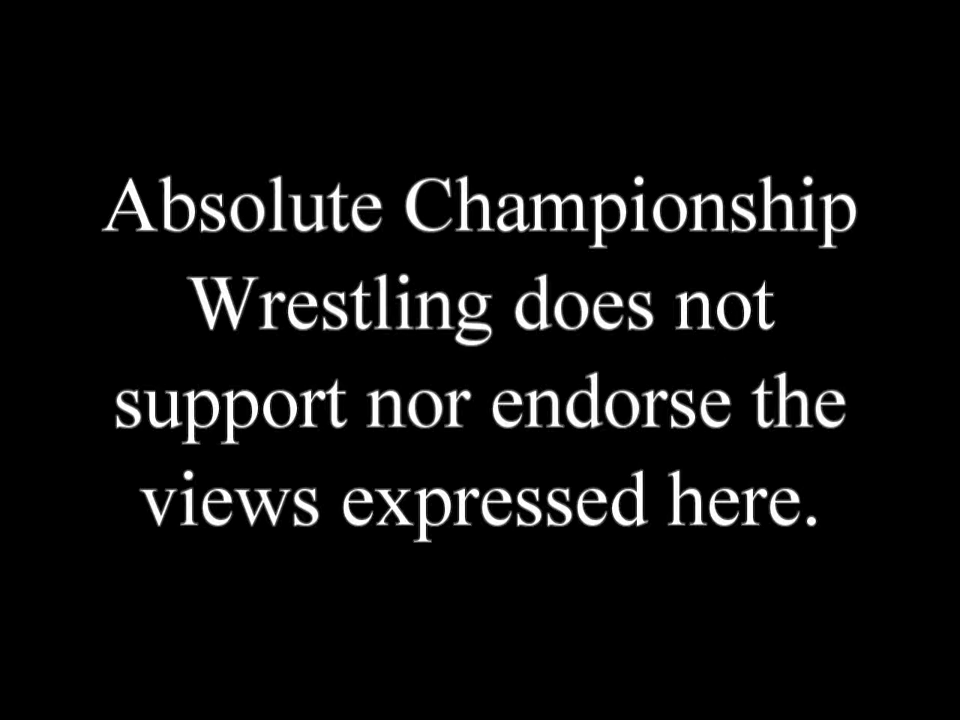 Absolute Championship
Wrestling does not
support nor endorse the
views expressed here.